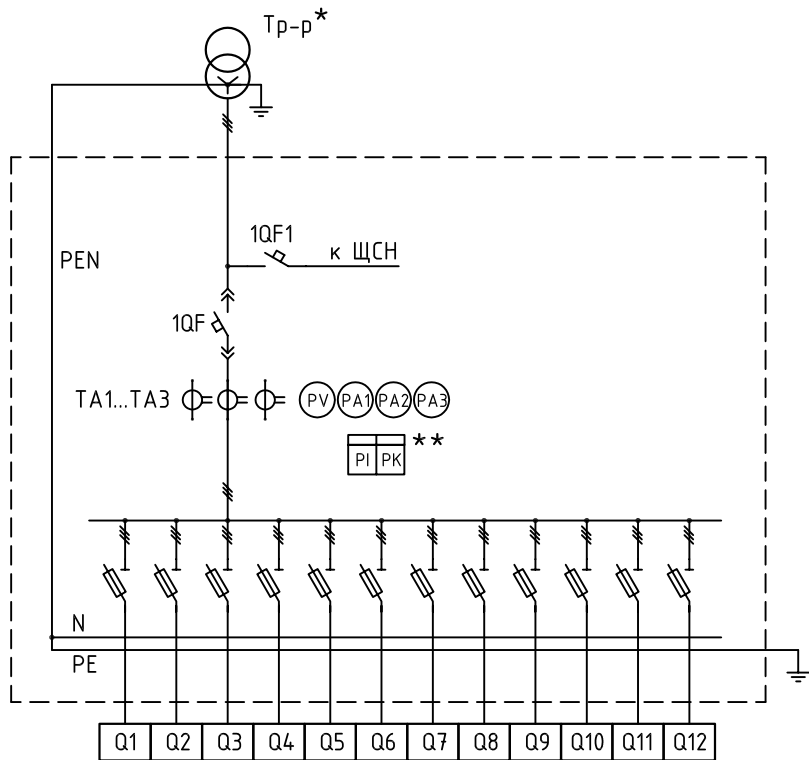 Тр-р*
1QF1
к ЩСН
PEN
1QF
TA1...TA3
PV PA1 PA2 PA3
**
PI PK
N
PE
Q1 Q2 Q3 Q4 Q5 Q6 Q7 Q8 Q9 Q10 Q11 Q12